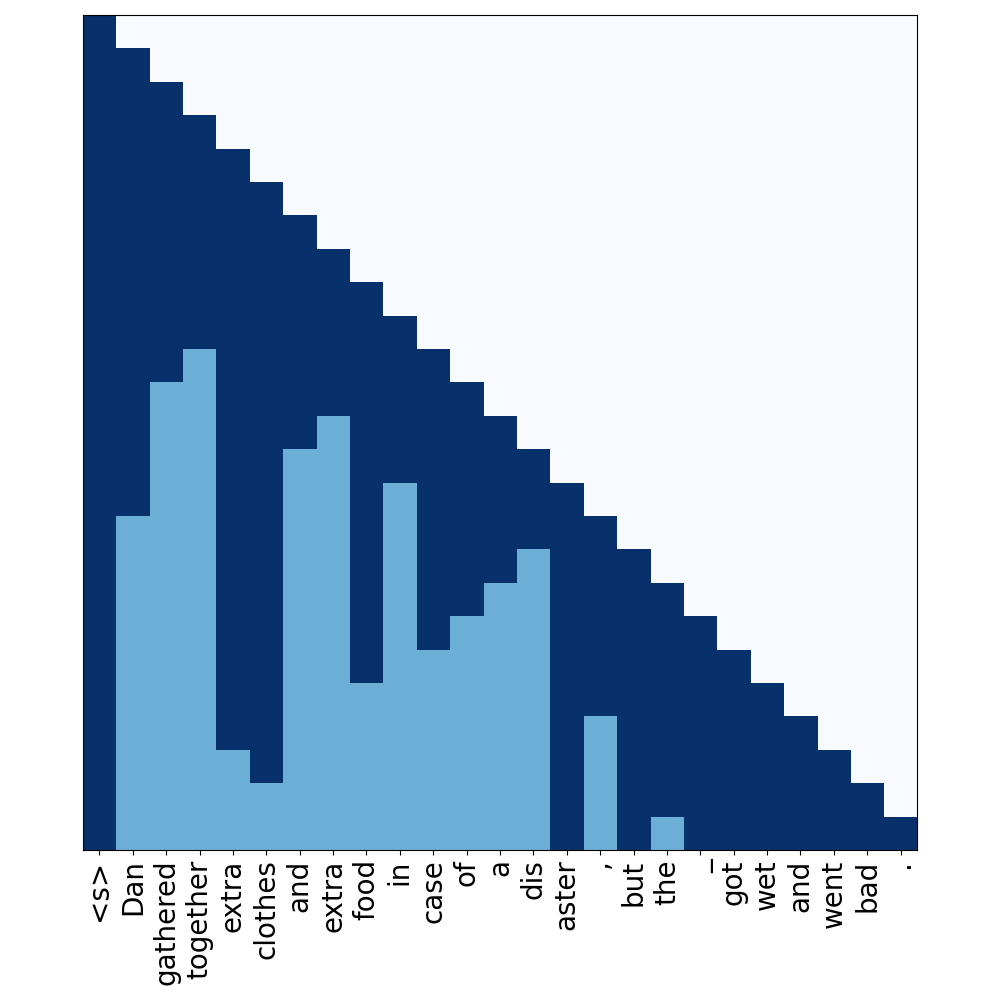 <s>
Dan
gathered
together
extra
clothes
and
extra
food
in
case
of
a
dis
aster
,
but
the
_
got
wet
and
went
bad
.